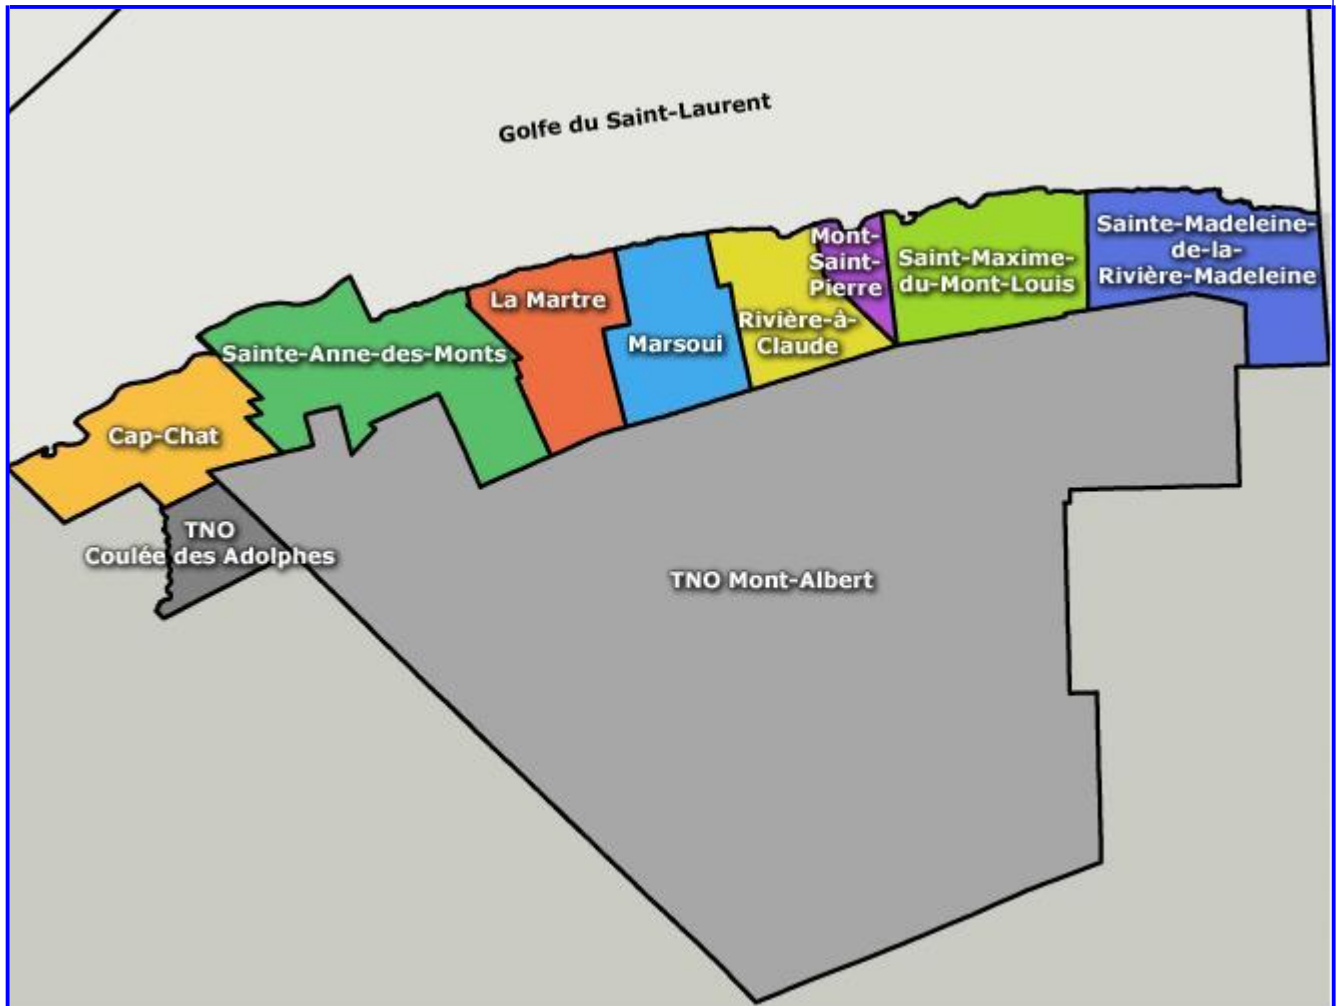 Golfe du Saint-Laurent
Sainte-Madeleine-
de-la-
Rivière-Madeleine
Mont-
Saint-
Pierre
Saint-Maxime-
du-Mont-Louis
La Martre
Rivière-à-
Claude
Marsoui
Sainte-Anne-des-Monts
Cap-Chat
TNO
Coulée des Adolphes
TNO Mont-Albert